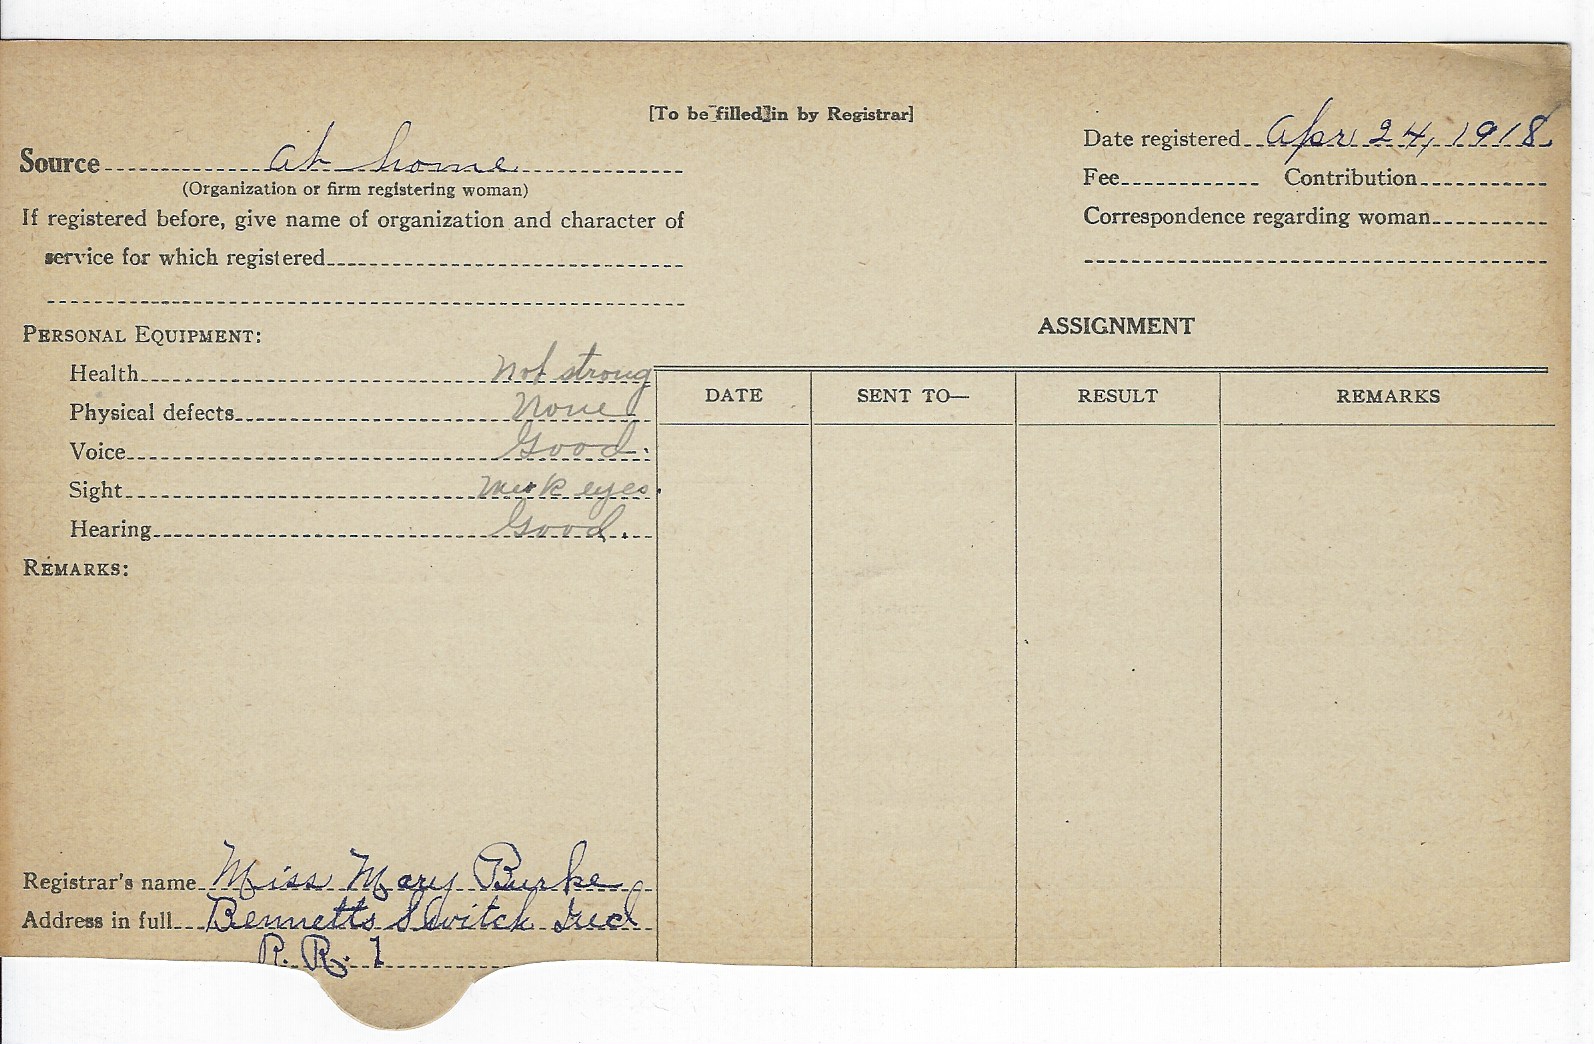 [To be filled in by Registrar]
Source at home
(Organization or firm registering woman)
If registered before, give name of organization and character of
service for which registered
Date registered Apr 24, 1918.
Fee Contribution
Correspondence regarding woman
PERSONAL EQUIPMENT:
Health Not strong
Physical defects None
Voice Good.
Sight weak eyes.
Hearing Good.
REMARKS:
ASSIGNMENT
DATE SENT TO— RESULT REMARKS
Registrar's name Miss Mary Burke
Address in full Bennetts Switch Ind
R. R. 1